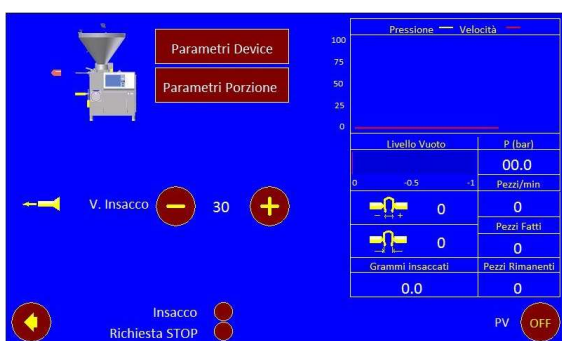 Parametri Device
Parametri Porzione
V. Insacco
30
Insacco
Richiesta STOP
Pressione Velocità
100
75
50
25
0
Livello Vuoto P (bar)
00.0
0 -0.5 -1 Pezzi/min
- +
0 0
Pezzi Fatti
0 0
Grammi insaccati Pezzi Rimanenti
0.0 0
PV OFF